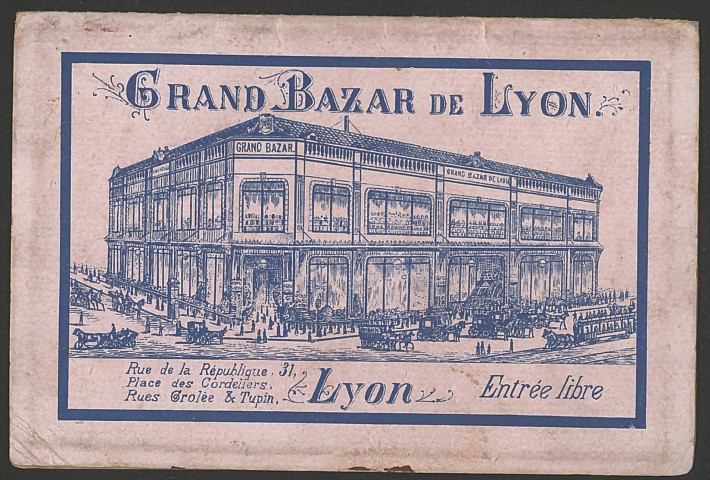 GRAND BAZAR DE LYON.
GRAND BAZAR.
GRAND BAZAR DE LYON
Rue de la République, 31,
Place des Cordeliers.
Rues Grolée & Tupin,
Lyon
Entrée libre